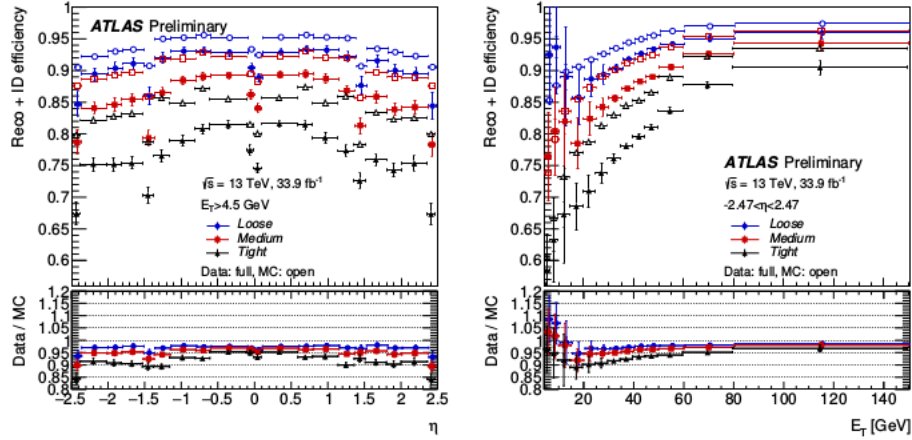 Reco + ID efficiency
1
0.95
0.9
0.85
0.8
0.75
0.7
0.65
ATLAS Preliminary
√s = 13 TeV, 33.9 fb⁻¹
E_T>4.5 GeV
Loose
Medium
Tight
Data: full, MC: open
Data / MC
1.2
1.15
1.1
1.05
1
0.95
0.9
0.85
0.8
−2.5 −2 −1.5 −1 −0.5 0 0.5 1 1.5 2 2.5
η
Reco + ID efficiency
1
0.95
0.9
0.85
0.8
0.75
0.7
0.65
ATLAS Preliminary
√s = 13 TeV, 33.9 fb⁻¹
-2.47<η<2.47
Loose
Medium
Tight
Data: full, MC: open
Data / MC
1.2
1.15
1.1
1.05
1
0.95
0.9
0.85
0.8
20 40 60 80 100 120 140
E_T [GeV]